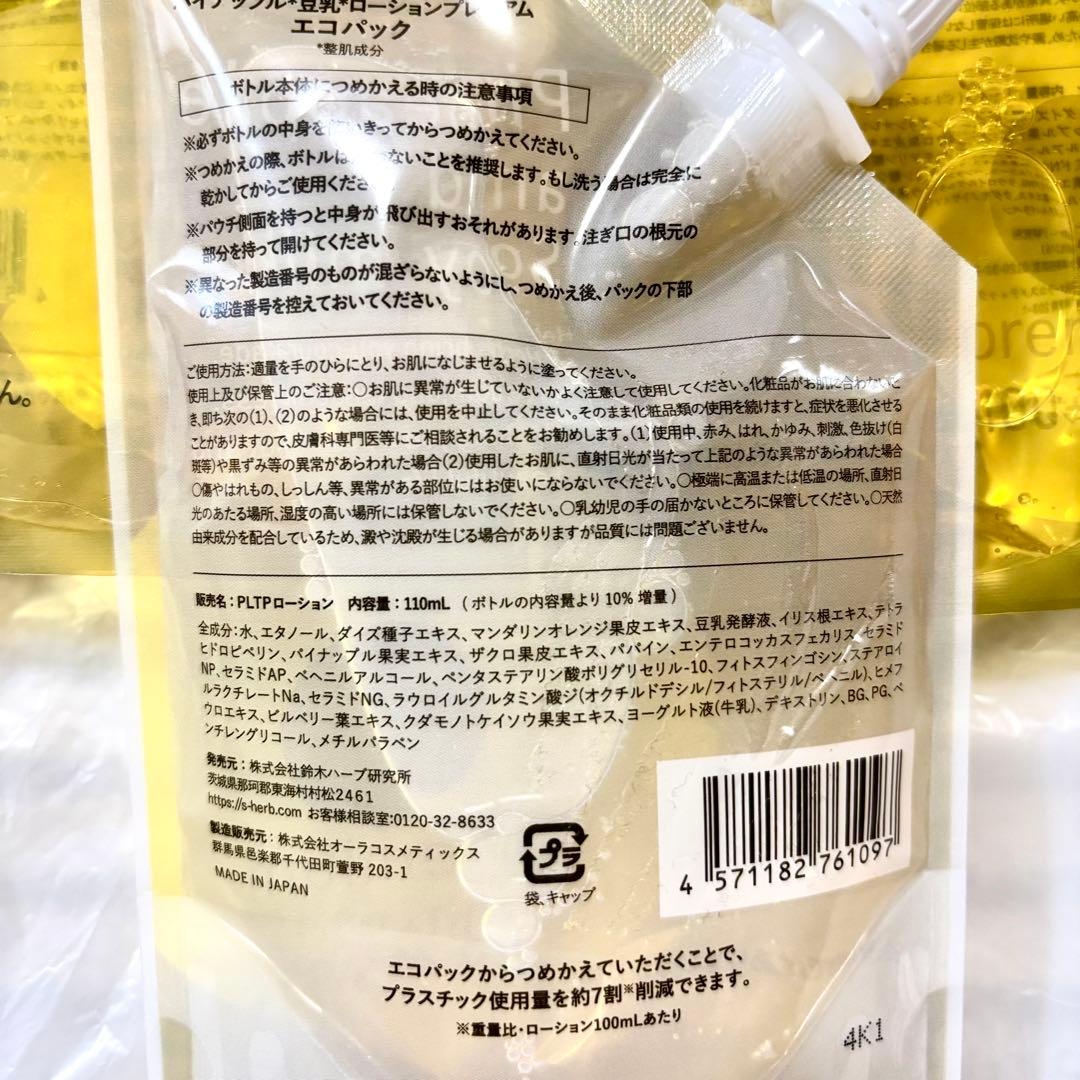 パイナップル*豆乳*ローションプレミアム
エコパック
*整肌成分
ボトル本体につめかえる時の注意事項
※必ずボトルの中身を使いきってからつめかえてください。
※つめかえの際、ボトルは洗わないことを推奨します。もし洗う場合は完全に
乾かしてからご使用ください。
※パウチ側面を持つと中身が飛び出すおそれがあります。注ぎ口の根元の
部分を持って開けてください。
※異なった製造番号のものが混ざらないようにし、つめかえ後、パックの下部
の製造番号を控えておいてください。
ご使用方法:適量を手のひらにとり、お肌になじませるように塗ってください。
使用上及び保管上のご注意:○お肌に異常が生じていないかよく注意して使用してください。化粧品がお肌に合わないと
き、即ち次の(1)、(2)のような場合には、使用を中止してください。そのまま化粧品類の使用を続けますと、症状を悪化させる
ことがありますので、皮膚科専門医等にご相談されることをお勧めします。(1)使用中、赤み、はれ、かゆみ、刺激、色抜け(白
斑等)や黒ずみ等の異常があらわれた場合(2)使用したお肌に、直射日光が当たって上記のような異常があらわれた場合
○傷やはれもの、しっしん等、異常がある部位にはお使いにならないでください。○極端に高温または低温の場所、直射日
光のあたる場所、湿度の高い場所には保管しないでください。○乳幼児の手の届かないところに保管してください。○天然
由来成分を配合しているため、澱や沈殿が生じる場合がありますが品質には問題ございません。
販売名:PLTPローション 内容量:110mL (ボトルの内容量より10%増量)
全成分:水、エタノール、ダイズ種子エキス、マンダリンオレンジ果皮エキス、豆乳発酵液、イリス根エキス、テトラ
ヒドロピペリン、パイナップル果実エキス、ザクロ果皮エキス、パパイン、エンテロコッカスフェカリス、セラミド
NP、セラミドAP、ベヘニルアルコール、ペンタステアリン酸ポリグリセリル-10、フィトスフィンゴシン、ステアロイ
ルラクチレートNa、セラミドNG、ラウロイルグルタミン酸ジ(オクチルドデシル/フィトステリル/ベヘニル)、ヒメフ
ウロエキス、ビルベリー葉エキス、クダモノトケイソウ果実エキス、ヨーグルト液(牛乳)、デキストリン、BG、PG、ペ
ンチレングリコール、メチルパラベン
発売元:株式会社鈴木ハーブ研究所
茨城県那珂郡東海村村松2461
https://s-herb.com お客様相談室:0120-32-8633
製造販売元:株式会社オーラコスメティックス
群馬県邑楽郡千代田町萱野203-1
MADE IN JAPAN
プラ
袋、キャップ
4 571182 761097
エコパックからつめかえていただくことで、
プラスチック使用量を約7割※削減できます。
※重量比・ローション100mLあたり
4K1